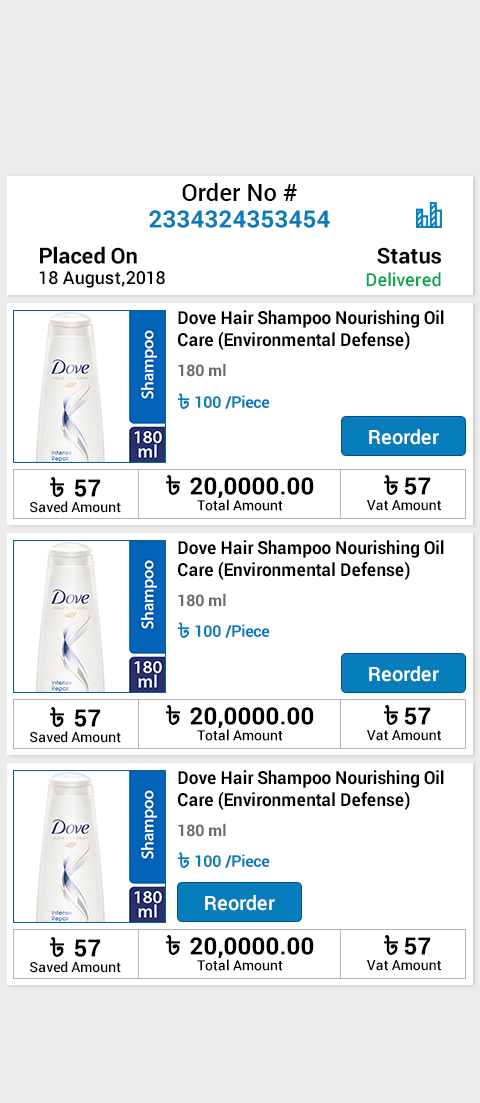 Order No #
2334324353454
Placed On
Status
18 August,2018
Delivered
Dove Hair Shampoo Nourishing Oil
Care (Environmental Defense)
180 ml
৳ 100 /Piece
Reorder
Dove
Intense
Repair
Shampoo
180
ml
৳ 57
Saved Amount
৳ 20,0000.00
Total Amount
৳ 57
Vat Amount
Dove Hair Shampoo Nourishing Oil
Care (Environmental Defense)
180 ml
৳ 100 /Piece
Reorder
Dove
Intense
Repair
Shampoo
180
ml
৳ 57
Saved Amount
৳ 20,0000.00
Total Amount
৳ 57
Vat Amount
Dove Hair Shampoo Nourishing Oil
Care (Environmental Defense)
180 ml
৳ 100 /Piece
Reorder
Dove
Intense
Repair
Shampoo
180
ml
৳ 57
Saved Amount
৳ 20,0000.00
Total Amount
৳ 57
Vat Amount